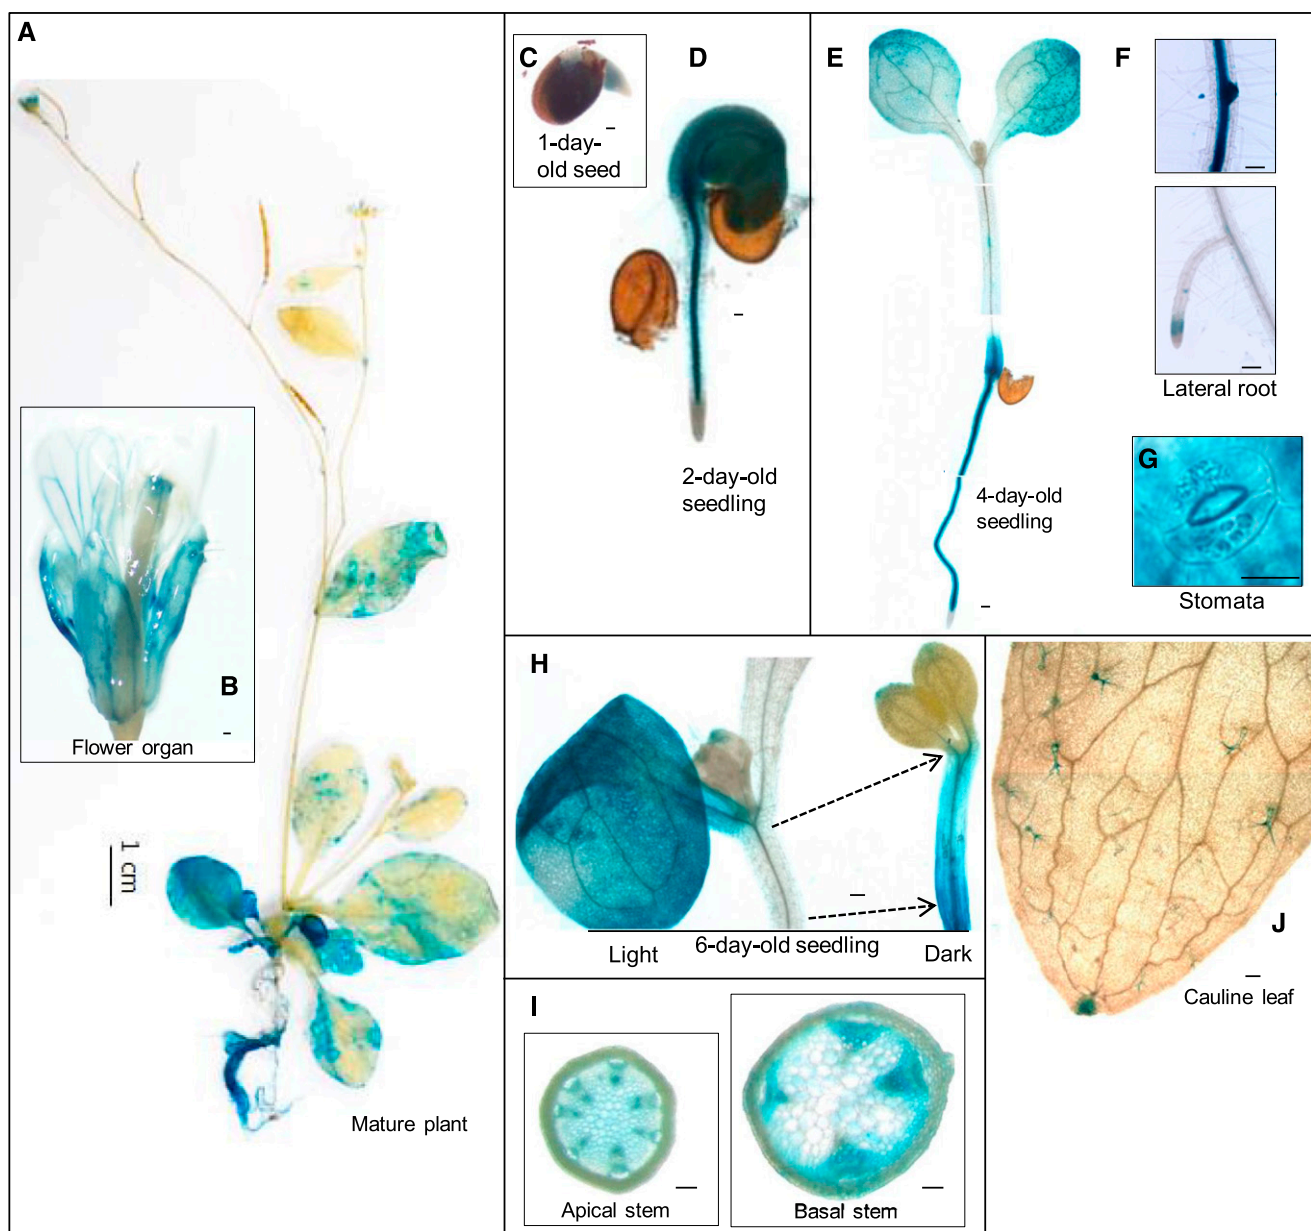 A
1 cm
Mature plant
B
Flower organ
C
1-day-
old seed
D
2-day-old
seedling
E
4-day-old
seedling
F
Lateral root
G
Stomata
H
Light
6-day-old seedling
Dark
I
Apical stem
Basal stem
J
Cauline leaf